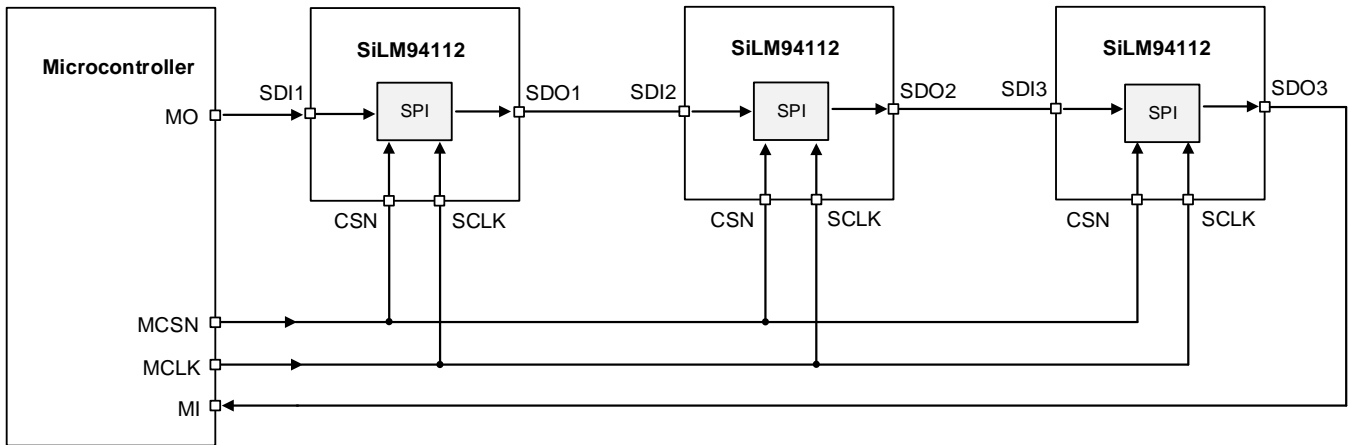 Microcontroller
SiLM94112
SiLM94112
SiLM94112
MO
SDI1
SPI
SDO1
SDI2
SPI
SDO2
SDI3
SPI
SDO3
CSN
SCLK
CSN
SCLK
CSN
SCLK
MCSN
MCLK
MI